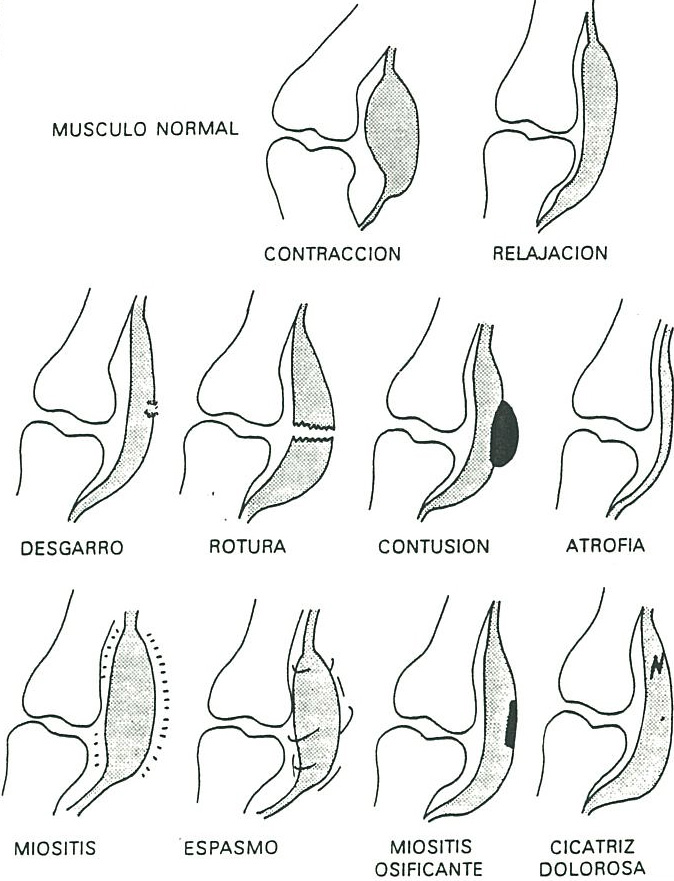 MUSCULO NORMAL
CONTRACCION
RELAJACION
DESGARRO
ROTURA
CONTUSION
ATROFIA
MIOSITIS
ESPASMO
MIOSITIS
OSIFICANTE
CICATRIZ
DOLOROSA